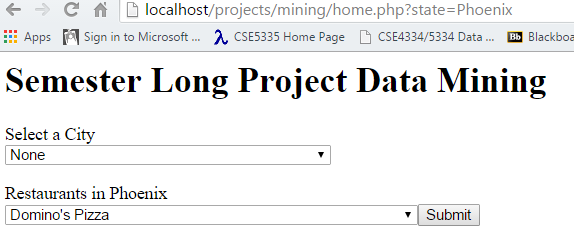 localhost/projects/mining/home.php?state=Phoenix
Apps Sign in to Microsoft ... CSE5335 Home Page CSE4334/5334 Data ... Bb Blackboa
Semester Long Project Data Mining
Select a City
None
Restaurants in Phoenix
Domino's Pizza Submit